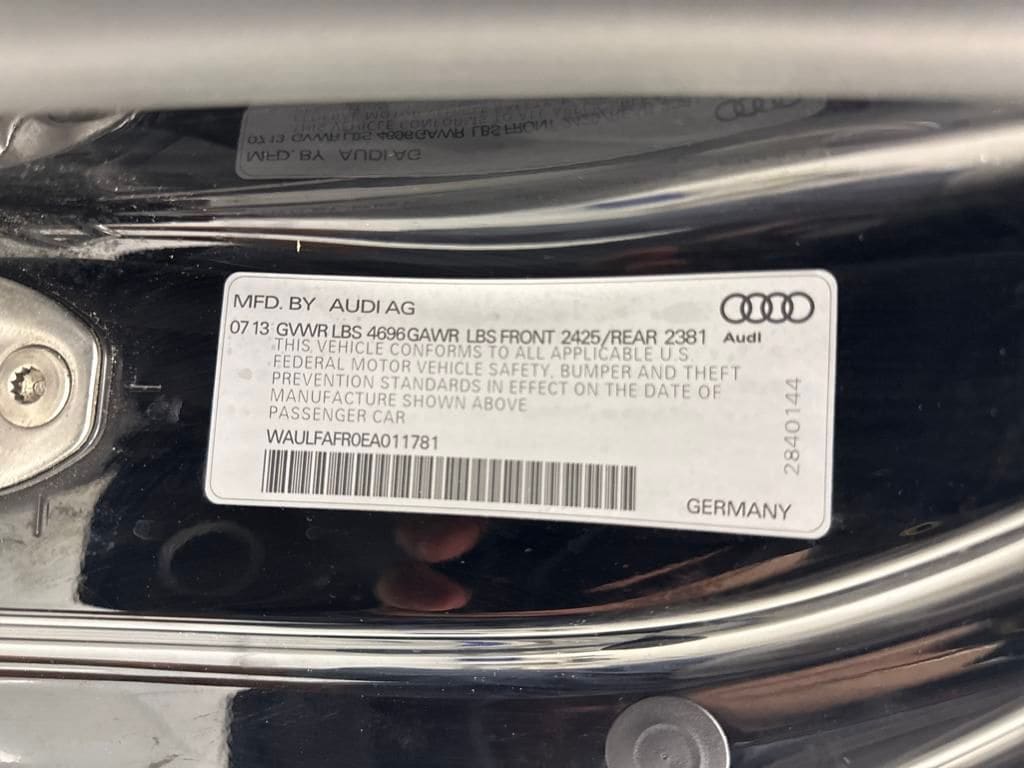 MFD. BY AUDI AG
07 13 GVWR LBS 4696 GAWR LBS FRONT 2425/REAR 2381
Audi
THIS VEHICLE CONFORMS TO ALL APPLICABLE U.S.
FEDERAL MOTOR VEHICLE SAFETY, BUMPER AND THEFT
PREVENTION STANDARDS IN EFFECT ON THE DATE OF
MANUFACTURE SHOWN ABOVE
PASSENGER CAR
WAULFAFR0EA011781
2840144
GERMANY